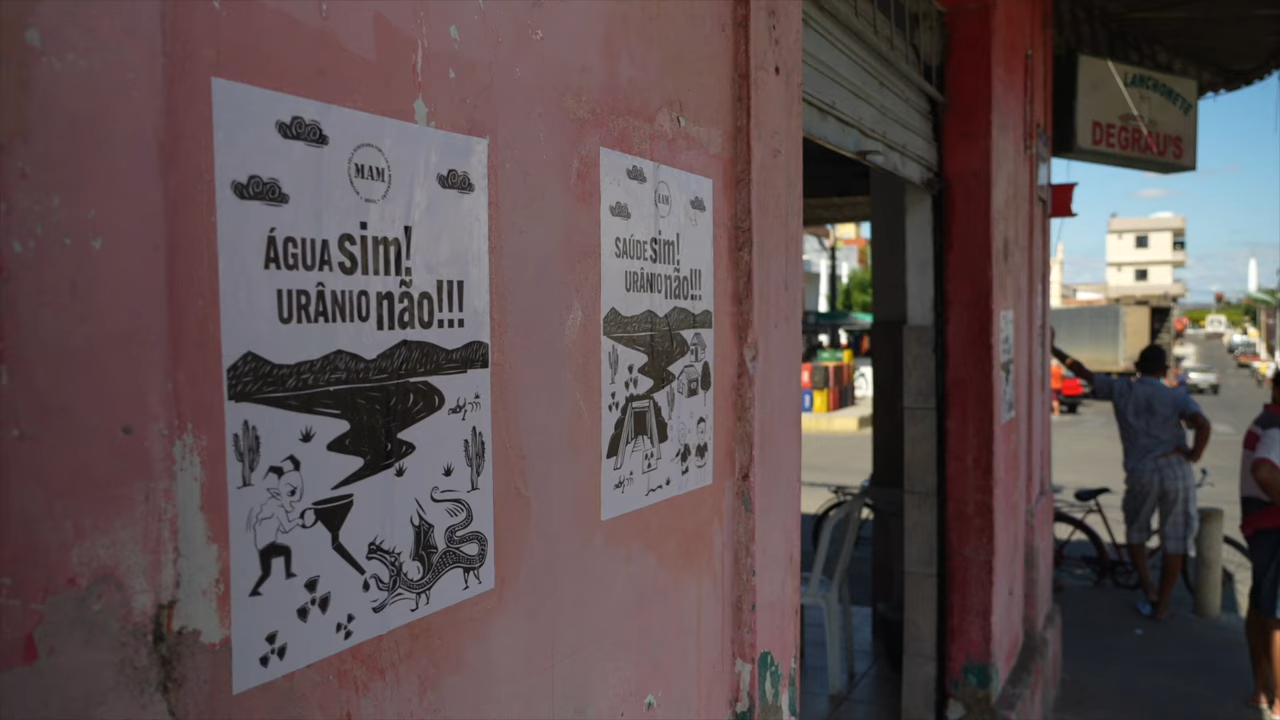 MAM
ÁGUA sim!
URÂNIO não!!!
MAM
SAÚDE sim!
URÂNIO não!!!
LANCHONETE
DEGRAU'S